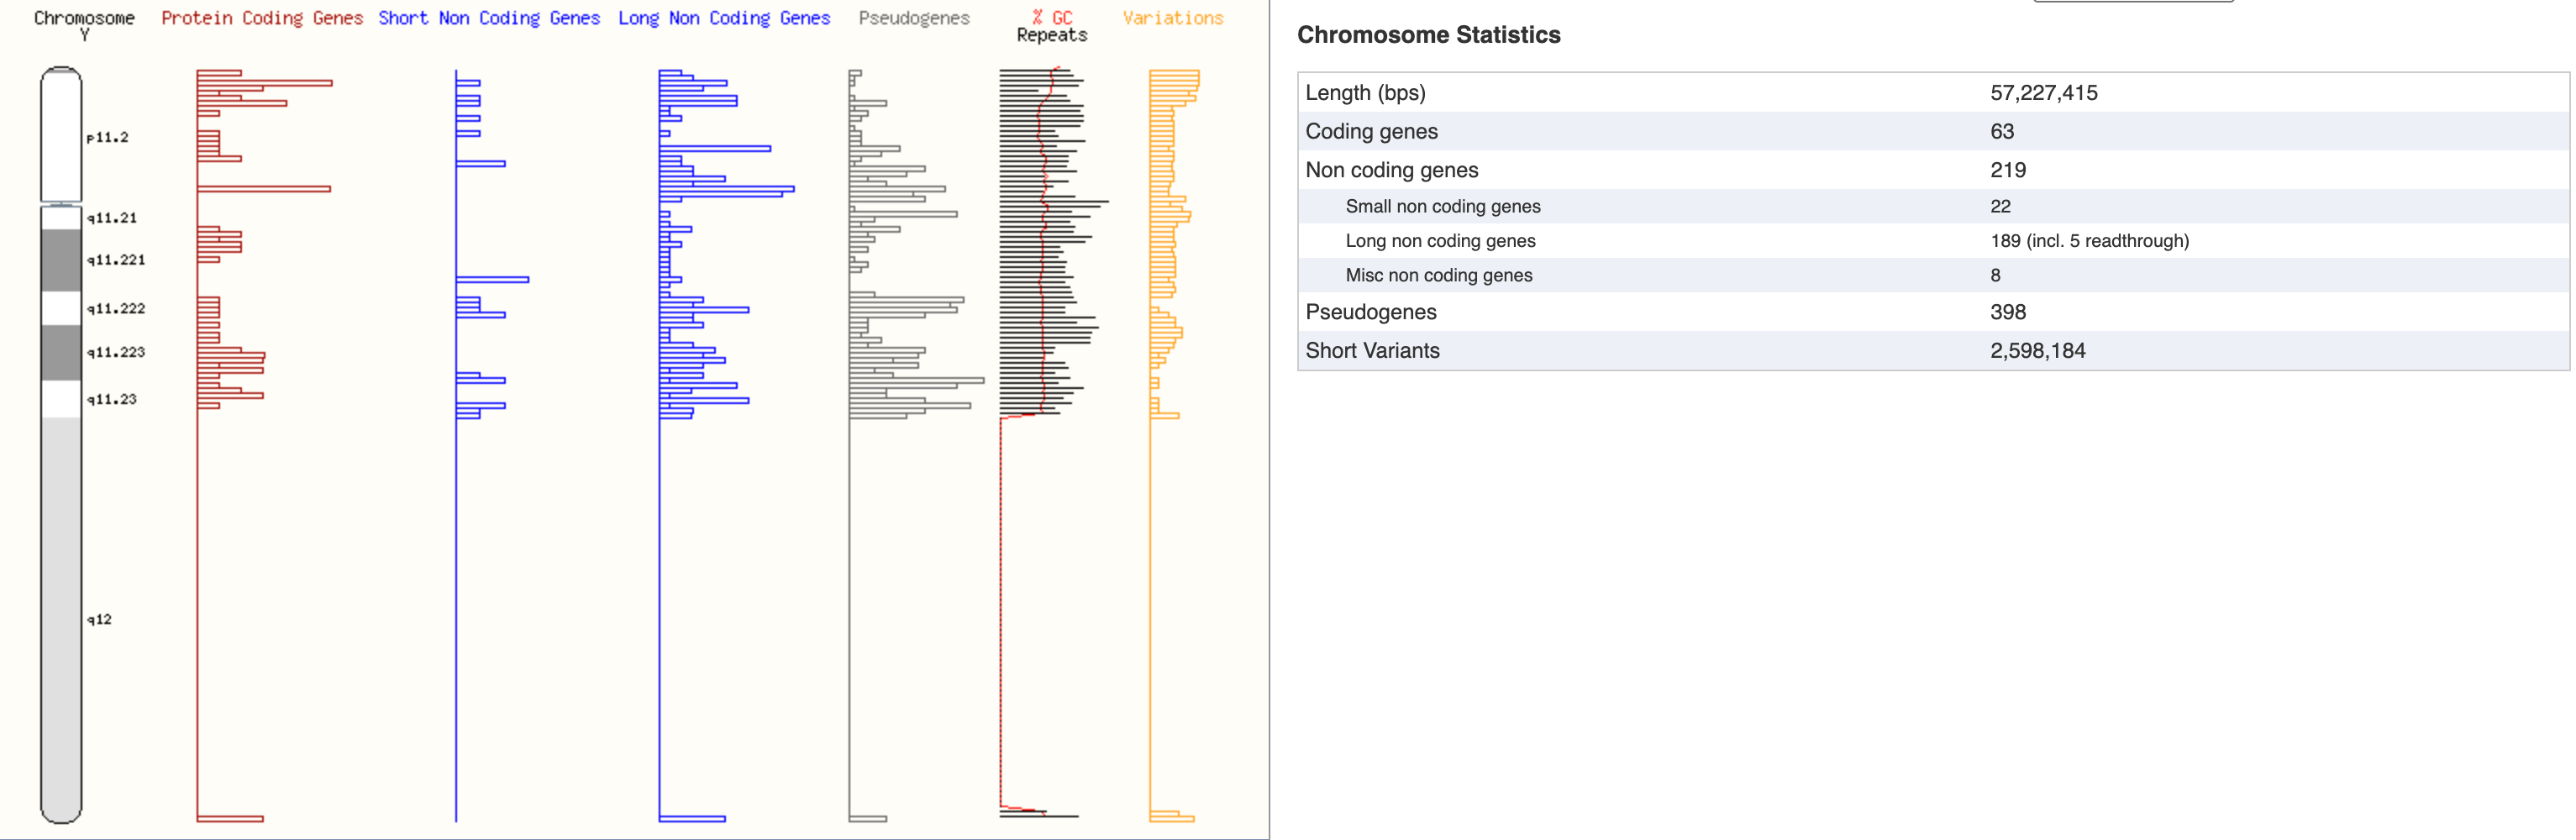 Chromosome Protein Coding Genes Short Non Coding Genes Long Non Coding Genes Pseudogenes % GC Variations
Y Repeats
p11.2
q11.21
q11.221
q11.222
q11.223
q11.23
q12
Chromosome Statistics
Length (bps) 57,227,415
Coding genes 63
Non coding genes 219
Small non coding genes 22
Long non coding genes 189 (incl. 5 readthrough)
Misc non coding genes 8
Pseudogenes 398
Short Variants 2,598,184